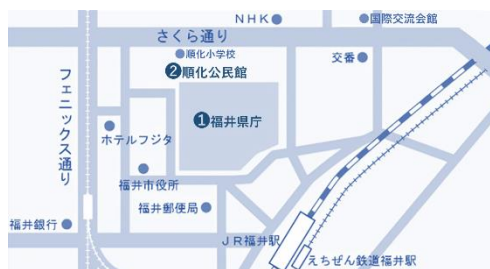 NHK
国際交流会館
さくら通り
順化小学校
交番
❷順化公民館
フェニックス通り
❶福井県庁
ホテルフジタ
福井市役所
福井郵便局
福井銀行
JR福井駅
えちぜん鉄道福井駅